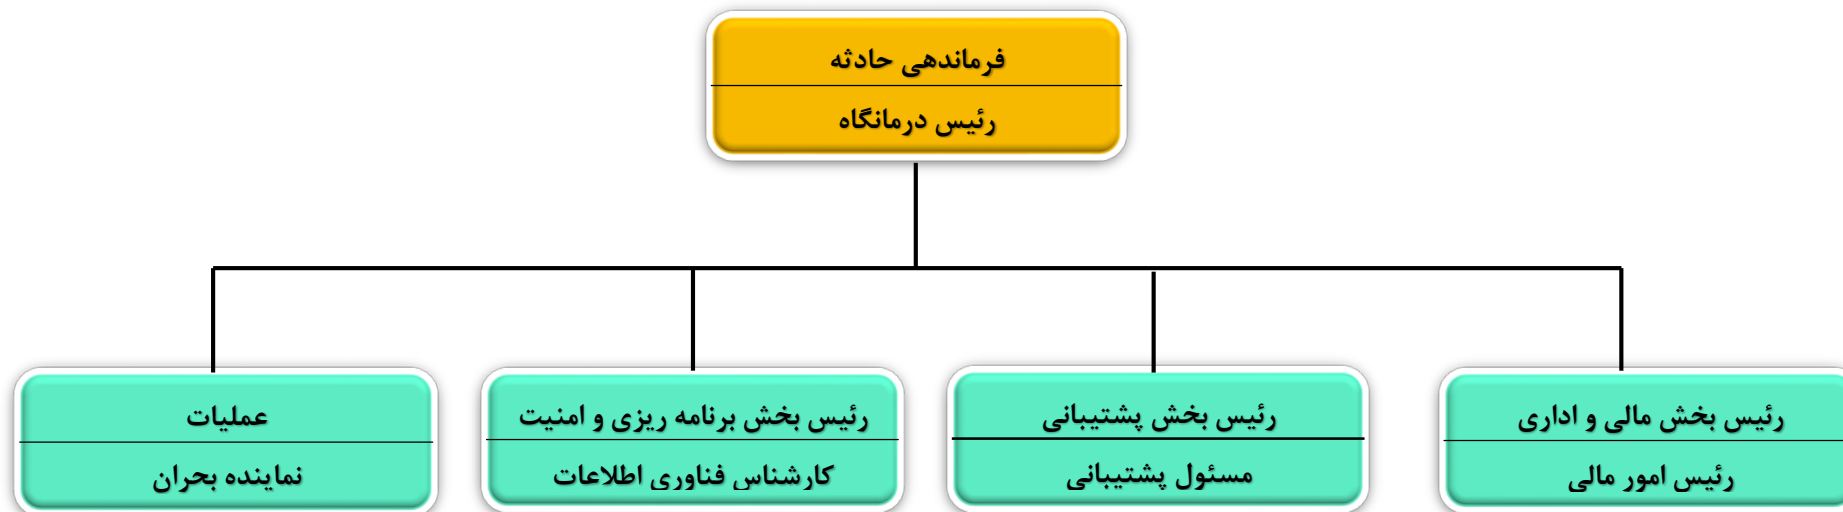 فرماندهی حادثه
رئیس درمانگاه
رئیس بخش مالی و اداری
رئیس امور مالی
رئیس بخش پشتیبانی
مسئول پشتیبانی
رئیس بخش برنامه ریزی و امنیت
کارشناس فناوری اطلاعات
عملیات
نماینده بحران